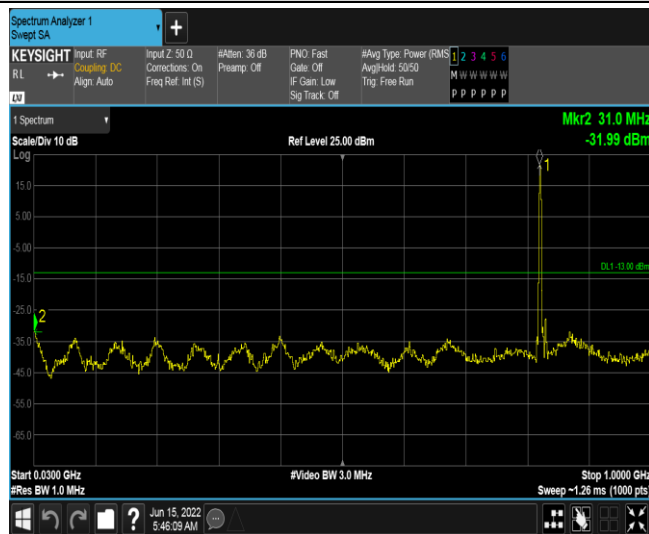 Spectrum Analyzer 1
Swept SA
+
KEYSIGHT Input: RF Input Z: 50 Ω #Atten: 36 dB PNO: Fast #Avg Type: Power (RMS 1 2 3 4 5 6
RL Coupling: DC Corrections: On Preamp: Off Gate: Off Avg|Hold: 50/50 M W W W W W
Align: Auto Freq Ref: Int (S) IF Gain: Low Trig: Free Run
LXI Sig Track: Off P P P P P P
1 Spectrum Mkr2 31.0 MHz
Scale/Div 10 dB Ref Level 25.00 dBm -31.99 dBm
Log
1
15.0
5.00
-5.00
DL1 -13.00 dBm
-15.0
-25.0
2
-35.0
-45.0
-55.0
-65.0
Start 0.0300 GHz #Video BW 3.0 MHz Stop 1.0000 GHz
#Res BW 1.0 MHz Sweep ~1.26 ms (1000 pts)
? Jun 15, 2022
5:46:09 AM